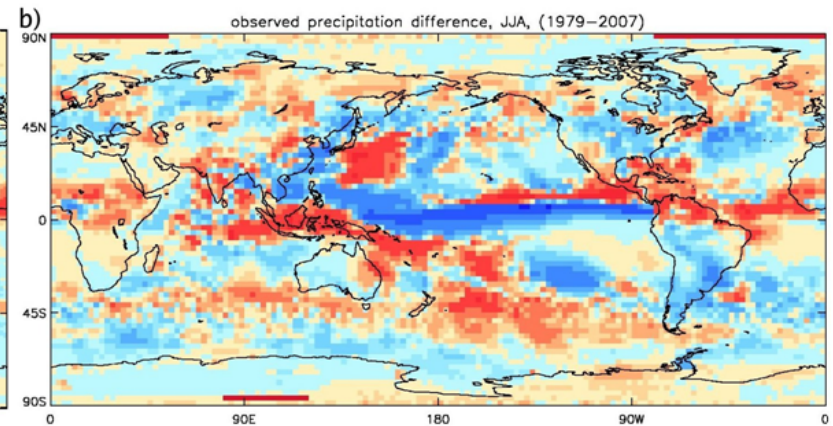 b)
observed precipitation difference, JJA, (1979−2007)
90N
45N
0
45S
90S
0 90E 180 90W 0